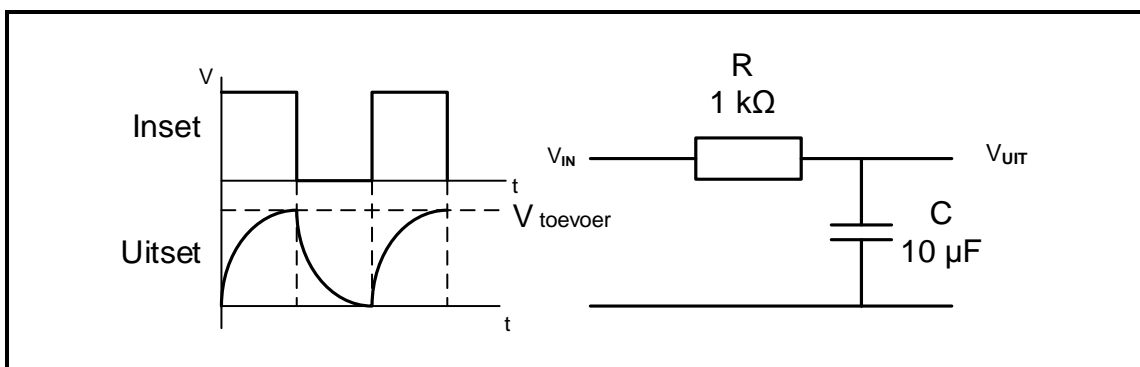 V
Inset
t
V toevoer
Uitset
t
R
1 kΩ
V_IN
V_UIT
C
10 µF